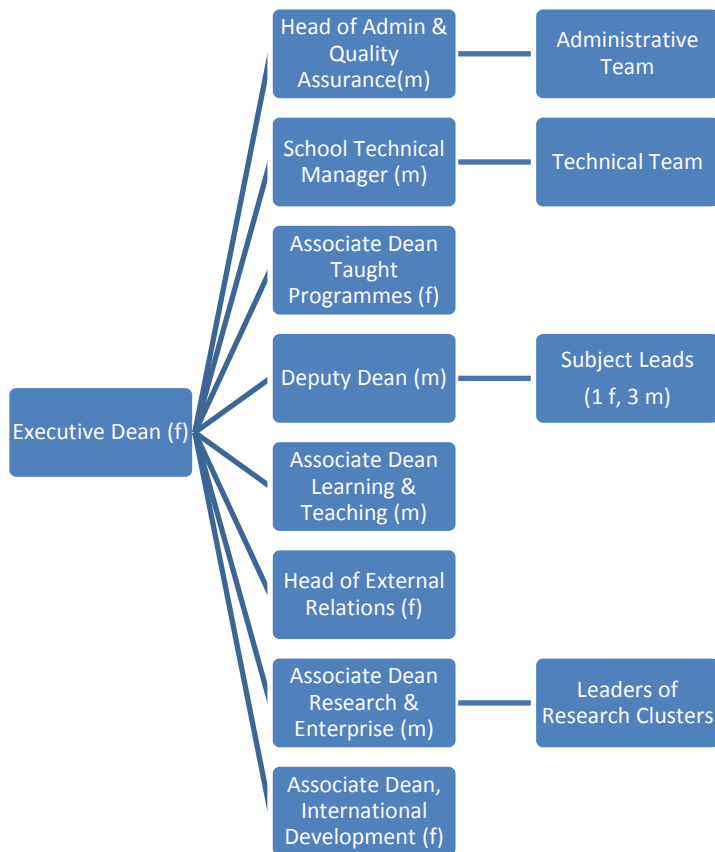 Head of Admin &
Quality
Assurance(m)
Administrative
Team
School Technical
Manager (m)
Technical Team
Associate Dean
Taught
Programmes (f)
Deputy Dean (m)
Subject Leads
(1 f, 3 m)
Executive Dean (f)
Associate Dean
Learning &
Teaching (m)
Head of External
Relations (f)
Associate Dean
Research &
Enterprise (m)
Leaders of
Research Clusters
Associate Dean,
International
Development (f)